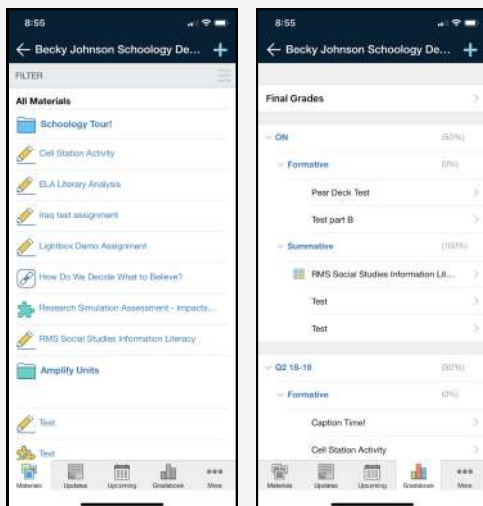 8:55
← Becky Johnson Schoology De... +
FILTER
All Materials
Schoology Tour!
Cell Station Activity
ELA Literary Analysis
Iraq test assignment
Lightbox Demo Assignment
How Do We Decide What to Believe?
Research Simulation Assessment - Impacts...
RMS Social Studies Information Literacy
Amplify Units
Test
Test
Materials Updates Upcoming Gradebook More
8:55
← Becky Johnson Schoology De... +
Final Grades
(50%)
Formative (0%)
Pear Deck Test
Test part B
Summative (100%)
RMS Social Studies Information Lit...
Test
Test
Q2 18-19 (50%)
Formative (0%)
Caption Time!
Cell Station Activity
Materials Updates Upcoming Gradebook More